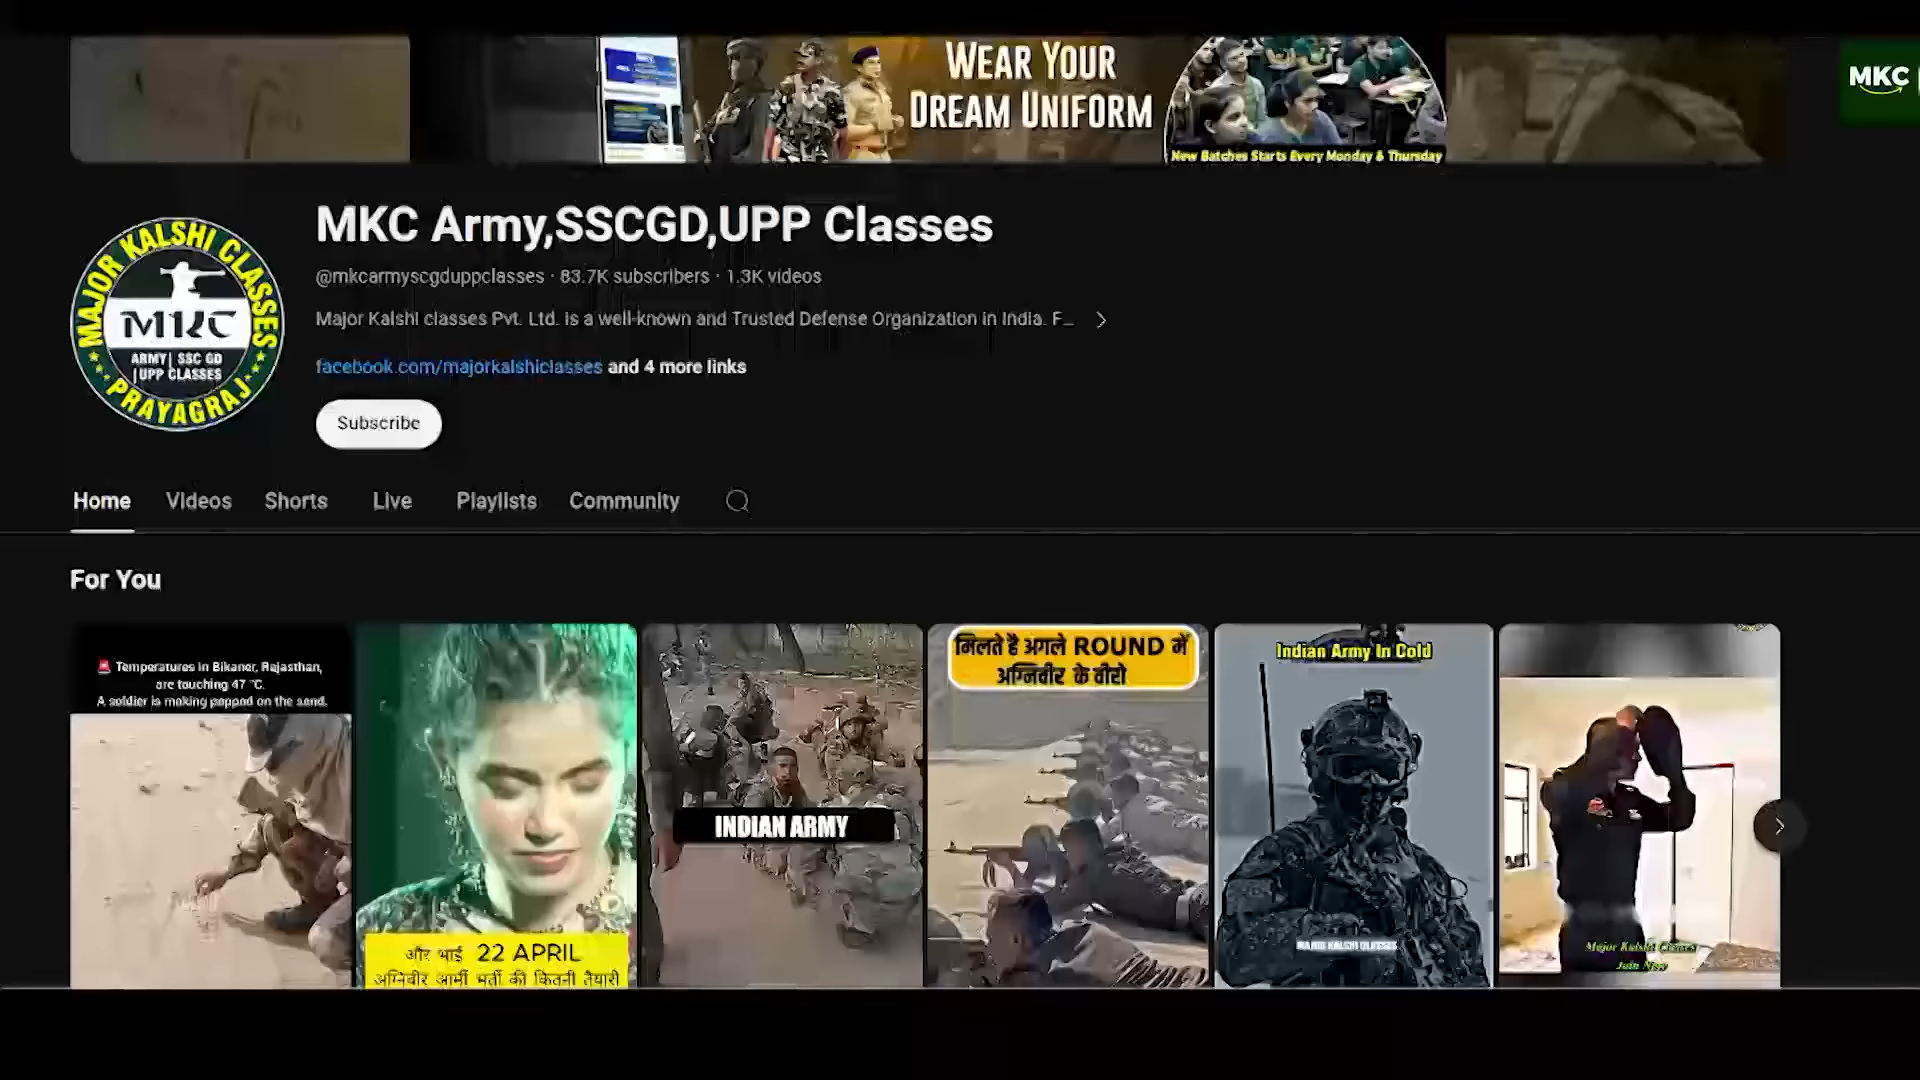 WEAR YOUR
DREAM UNIFORM
New Batches Starts Every Monday & Thursday
MKC
MAJOR KALSHI CLASSES
MKC
ARMY| SSC GD
|UPP CLASSES
PRAYAGRAJ
MKC Army,SSCGD,UPP Classes
@mkcarmyscgduppclasses · 83.7K subscribers · 1.3K videos
Major Kalshi classes Pvt. Ltd. is a well-known and Trusted Defense Organization in India. F...
facebook.com/majorkalshiclasses and 4 more links
Subscribe
Home Videos Shorts Live Playlists Community
For You
🚨 Temperatures in Bikaner, Rajasthan,
are touching 47 °C.
A soldier is making papped on the sand.
और भाई 22 APRIL
अग्निवीर आर्मी भर्ती की कितनी तैयारी
INDIAN ARMY
मिलते है अगले ROUND में
अग्निवीर के वीरो
Indian Army In Cold
MAJOR KALSHI CLASSES
Major Kalshi Classes
Join Now